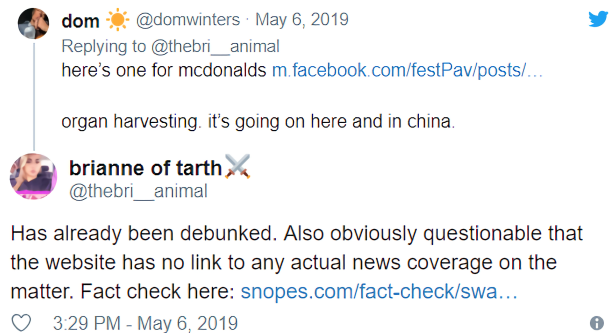 dom ☀️ @domwinters · May 6, 2019
Replying to @thebri__animal
here's one for mcdonalds m.facebook.com/festPav/posts/...
organ harvesting. it's going on here and in china.
brianne of tarth⚔️
@thebri__animal
Has already been debunked. Also obviously questionable that
the website has no link to any actual news coverage on the
matter. Fact check here: snopes.com/fact-check/swa...
3:29 PM - May 6, 2019